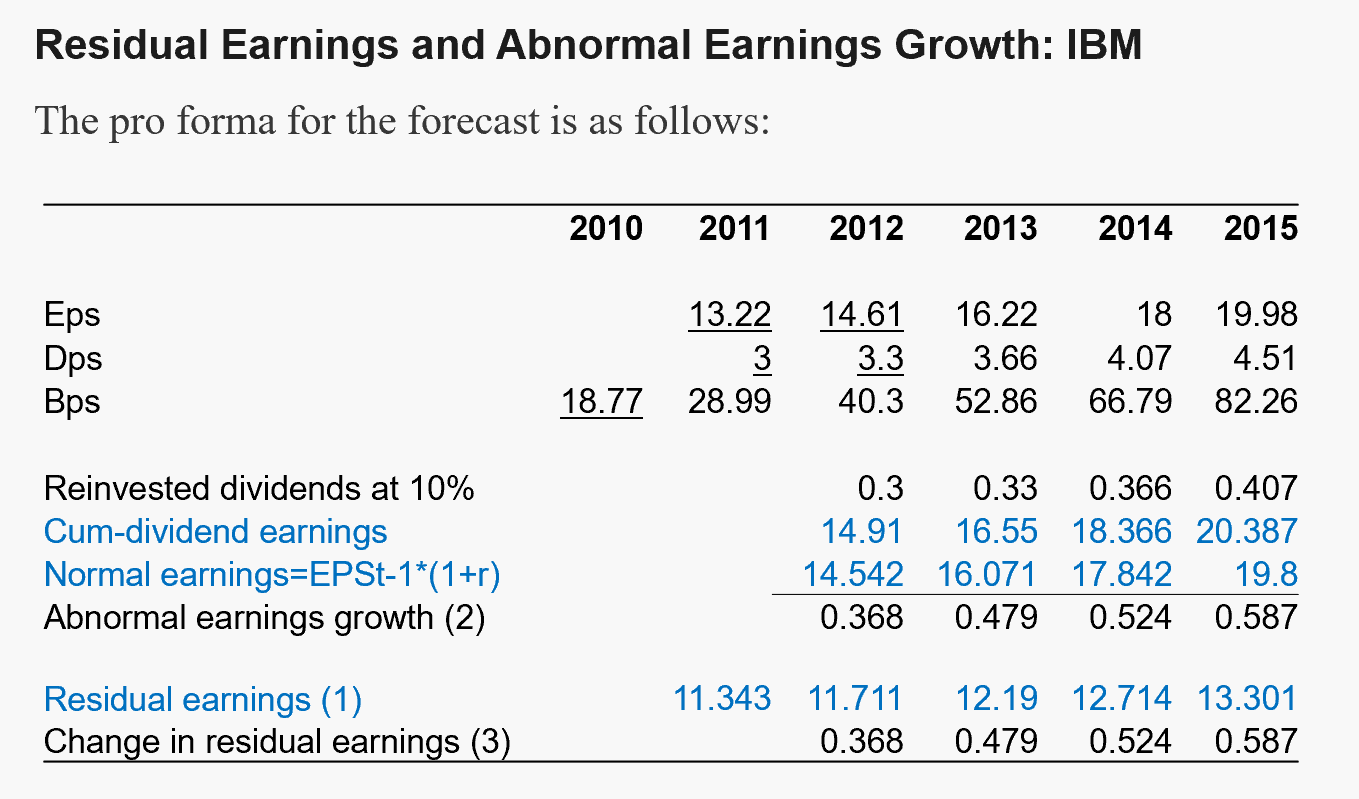 Residual Earnings and Abnormal Earnings Growth: IBM
The pro forma for the forecast is as follows:
2010 2011 2012 2013 2014 2015
Eps 13.22 14.61 16.22 18 19.98
Dps 3 3.3 3.66 4.07 4.51
Bps 18.77 28.99 40.3 52.86 66.79 82.26
Reinvested dividends at 10% 0.3 0.33 0.366 0.407
Cum-dividend earnings 14.91 16.55 18.366 20.387
Normal earnings=EPSt-1*(1+r) 14.542 16.071 17.842 19.8
Abnormal earnings growth (2) 0.368 0.479 0.524 0.587
Residual earnings (1) 11.343 11.711 12.19 12.714 13.301
Change in residual earnings (3) 0.368 0.479 0.524 0.587